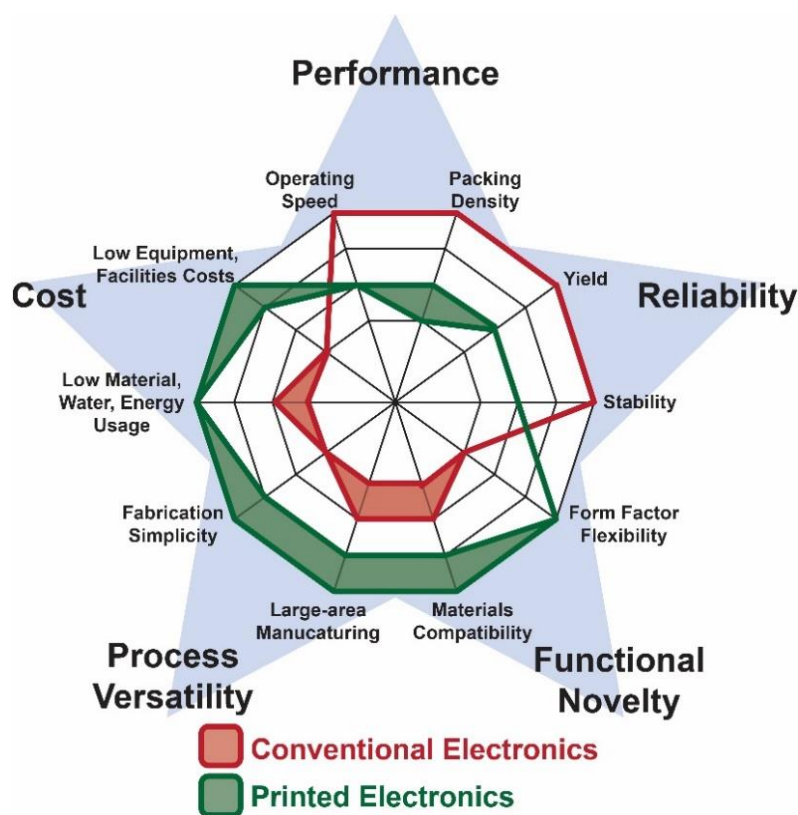 Performance
Operating
Speed
Packing
Density
Low Equipment,
Facilities Costs
Yield
Cost
Reliability
Low Material,
Water, Energy
Usage
Stability
Fabrication
Simplicity
Form Factor
Flexibility
Large-area
Manucaturing
Materials
Compatibility
Process
Versatility
Functional
Novelty
Conventional Electronics
Printed Electronics